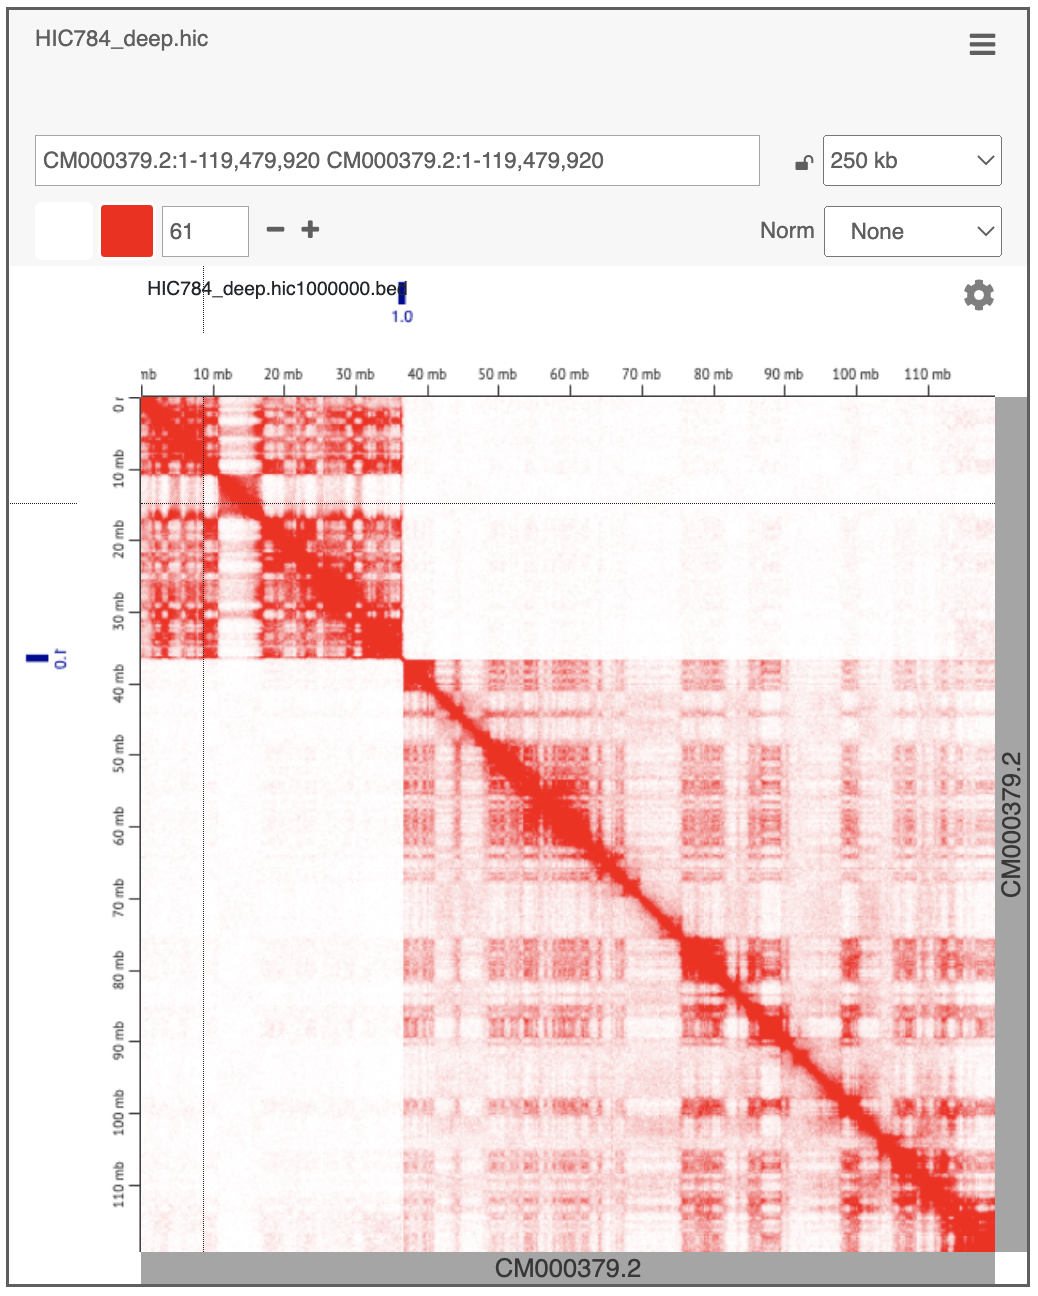 HIC784_deep.hic
CM000379.2:1-119,479,920 CM000379.2:1-119,479,920
250 kb
61
Norm
None
HIC784_deep.hic1000000.bed
1.0
mb
10 mb
20 mb
30 mb
40 mb
50 mb
60 mb
70 mb
80 mb
90 mb
100 mb
110 mb
0 r
10 mb
20 mb
30 mb
40 mb
50 mb
60 mb
70 mb
80 mb
90 mb
100 mb
110 mb
1.0
CM000379.2
CM000379.2